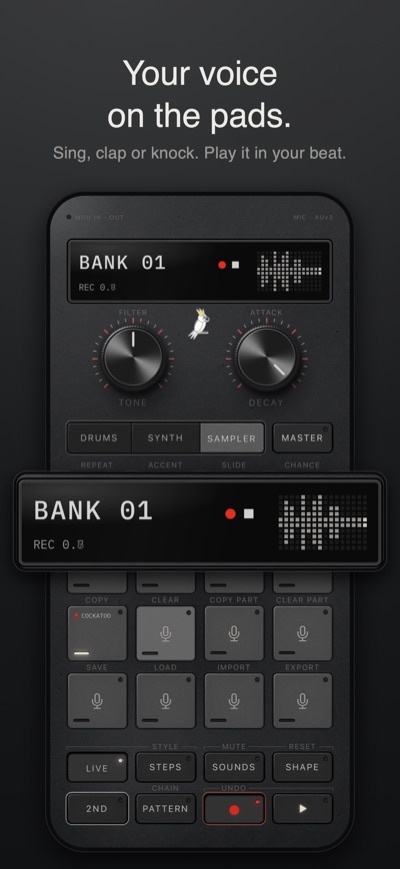 Your voice
on the pads.
Sing, clap or knock. Play it in your beat.
MIDI IN · OUT
MIC · AUv3
BANK 01
REC 0.8
FILTER
ATTACK
TONE
DECAY
DRUMS
SYNTH
SAMPLER
MASTER
REPEAT
ACCENT
SLIDE
CHANCE
BANK 01
REC 0.8
COPY
CLEAR
COPY PART
CLEAR PART
COCKATOO
SAVE
LOAD
IMPORT
EXPORT
STYLE
MUTE
RESET
LIVE
STEPS
SOUNDS
SHAPE
CHAIN
UNDO
2ND
PATTERN